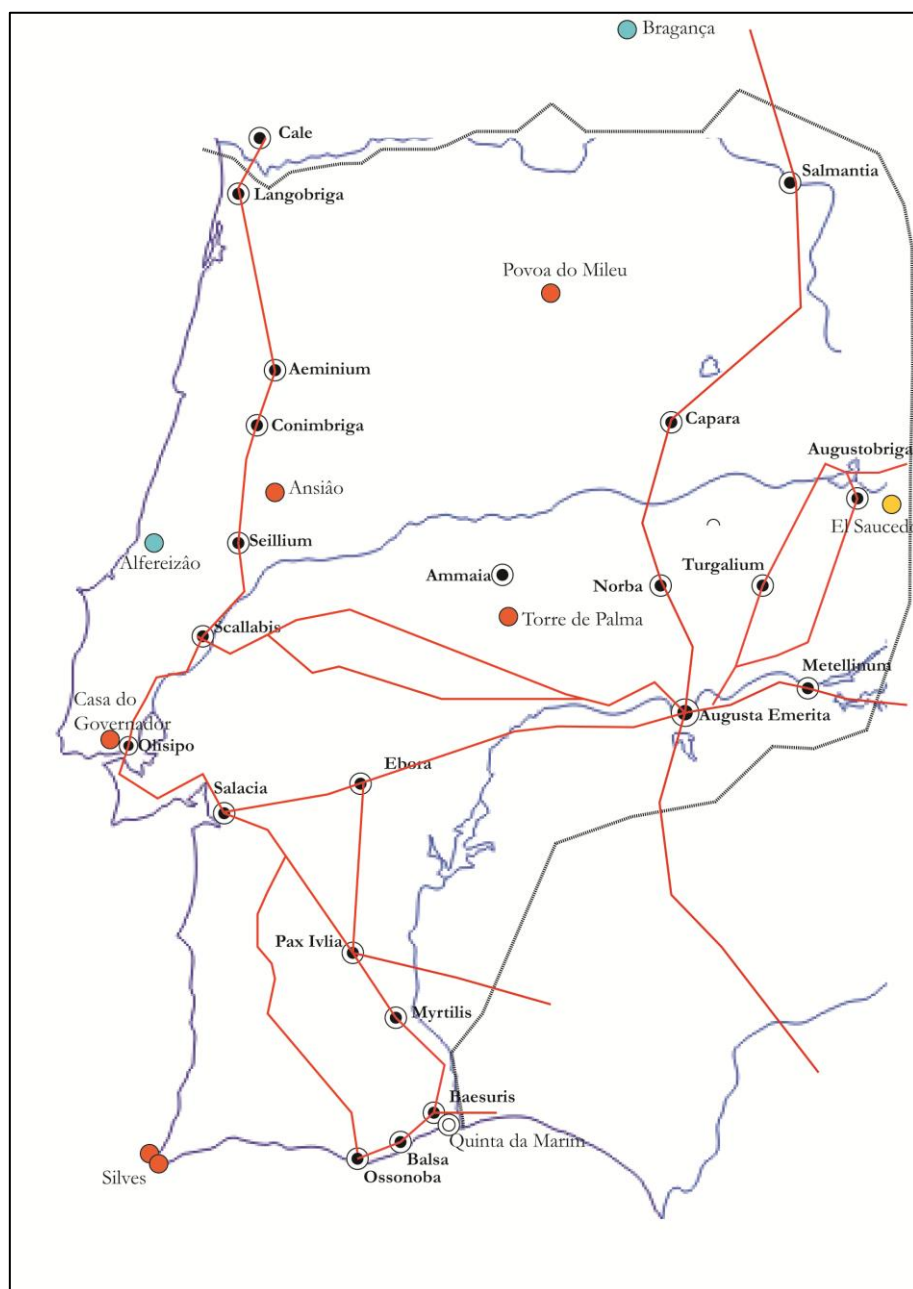 Bragança
Cale
Salmantia
Langobriga
Povoa do Mileu
Aeminium
Capara
Conimbriga
Augustobriga
Ansiâo
El Saucedo
Seillium
Alfereizâo
Turgalium
Ammaia
Norba
Torre de Palma
Scallabis
Metellinum
Casa do
Governador
Augusta Emerita
Olisipo
Ebora
Salacia
Pax Ivlia
Myrtilis
Baesuris
Quinta da Marim
Balsa
Silves
Ossonoba